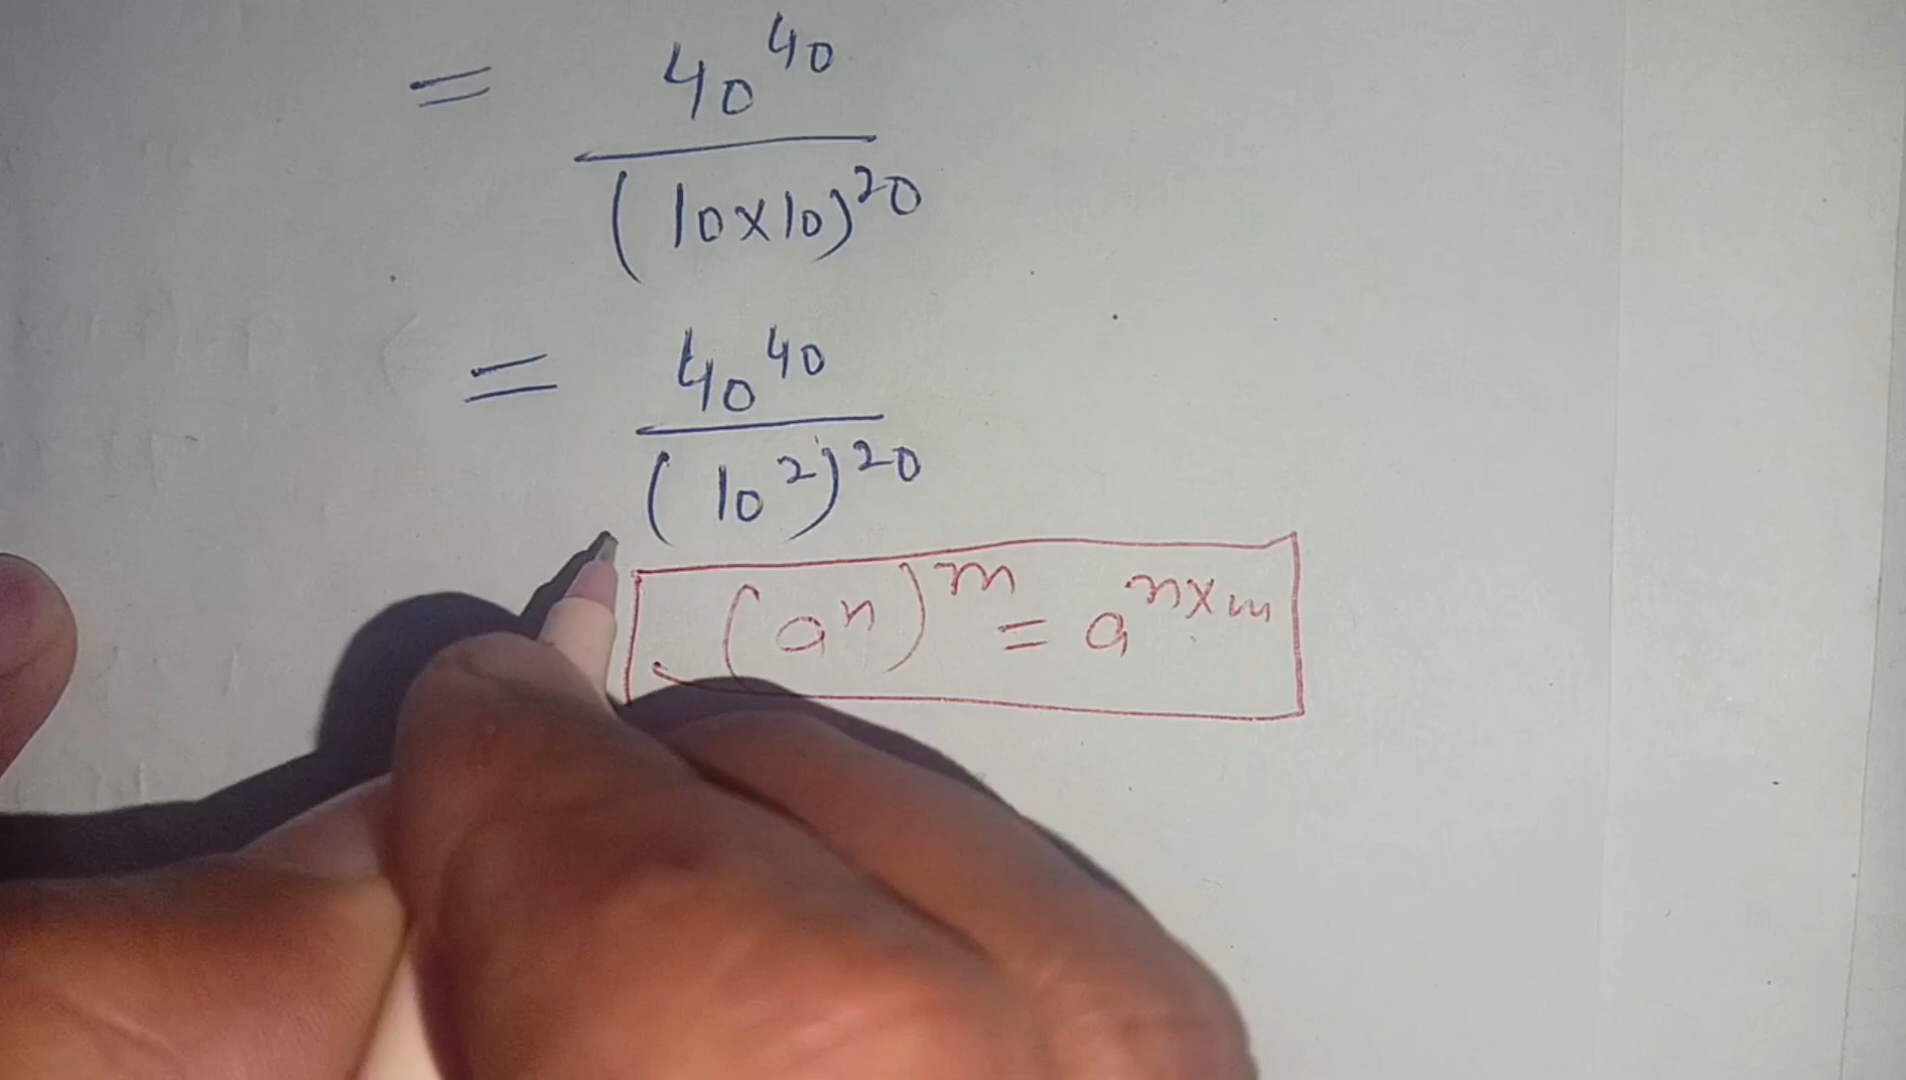 = 40^40
(10×10)^20
= 40^40
(10^2)^20
(a^n)^m = a^n×m